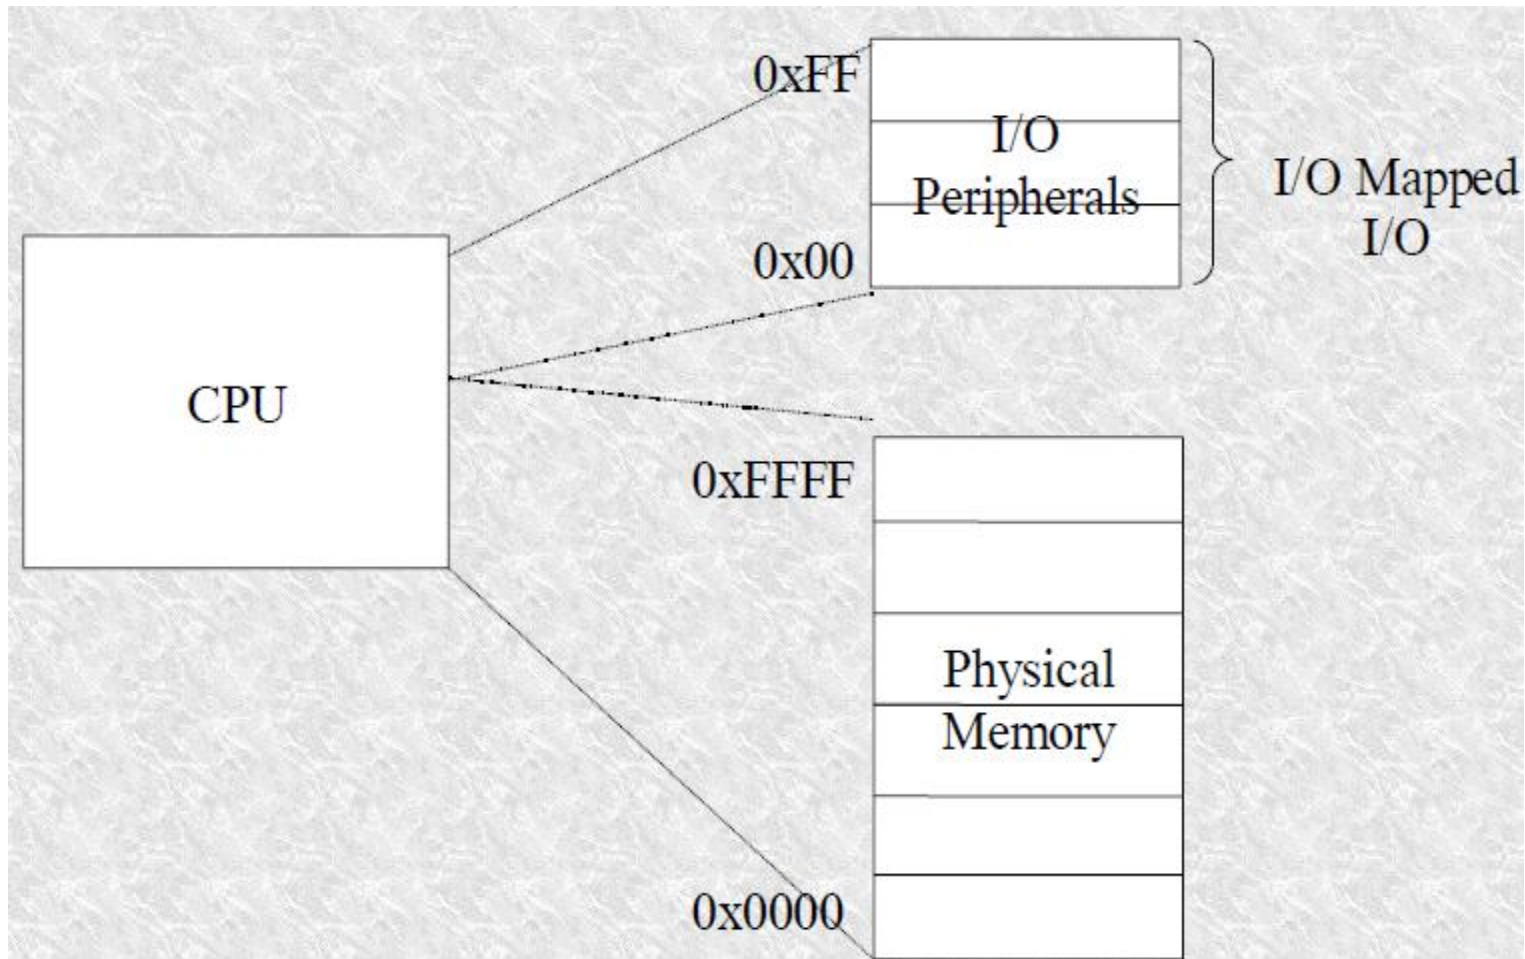 0xFF
I/O
Peripherals
I/O Mapped
I/O
0x00
CPU
0xFFFF
Physical
Memory
0x0000